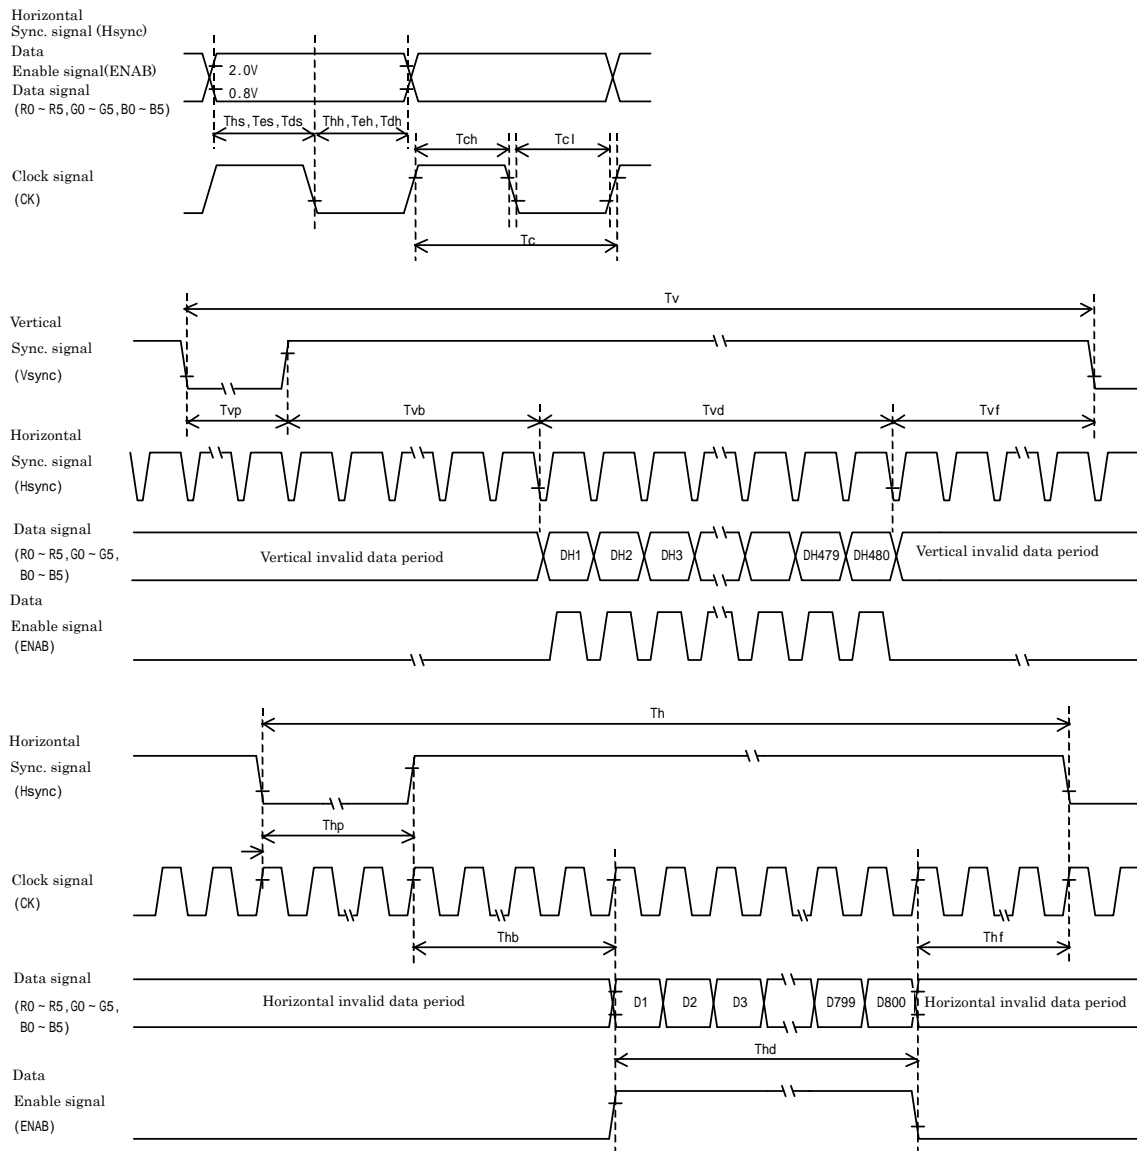 Horizontal
Sync. signal (Hsync)
Data
Enable signal(ENAB)
Data signal
(R0～R5,G0～G5,B0～B5)
2.0V
0.8V
Ths,Tes,Tds
Thh,Teh,Tdh
Tch
Tcl
Clock signal
(CK)
Tc
Tv
Vertical
Sync. signal
(Vsync)
Tvp
Tvb
Tvd
Tvf
Horizontal
Sync. signal
(Hsync)
Data signal
(R0～R5,G0～G5,
B0～B5)
Vertical invalid data period
DH1
DH2
DH3
DH479
DH480
Vertical invalid data period
Data
Enable signal
(ENAB)
Th
Horizontal
Sync. signal
(Hsync)
Thp
Clock signal
(CK)
Thb
Thf
Data signal
(R0～R5,G0～G5,
B0～B5)
Horizontal invalid data period
D1
D2
D3
D799
D800
Horizontal invalid data period
Thd
Data
Enable signal
(ENAB)